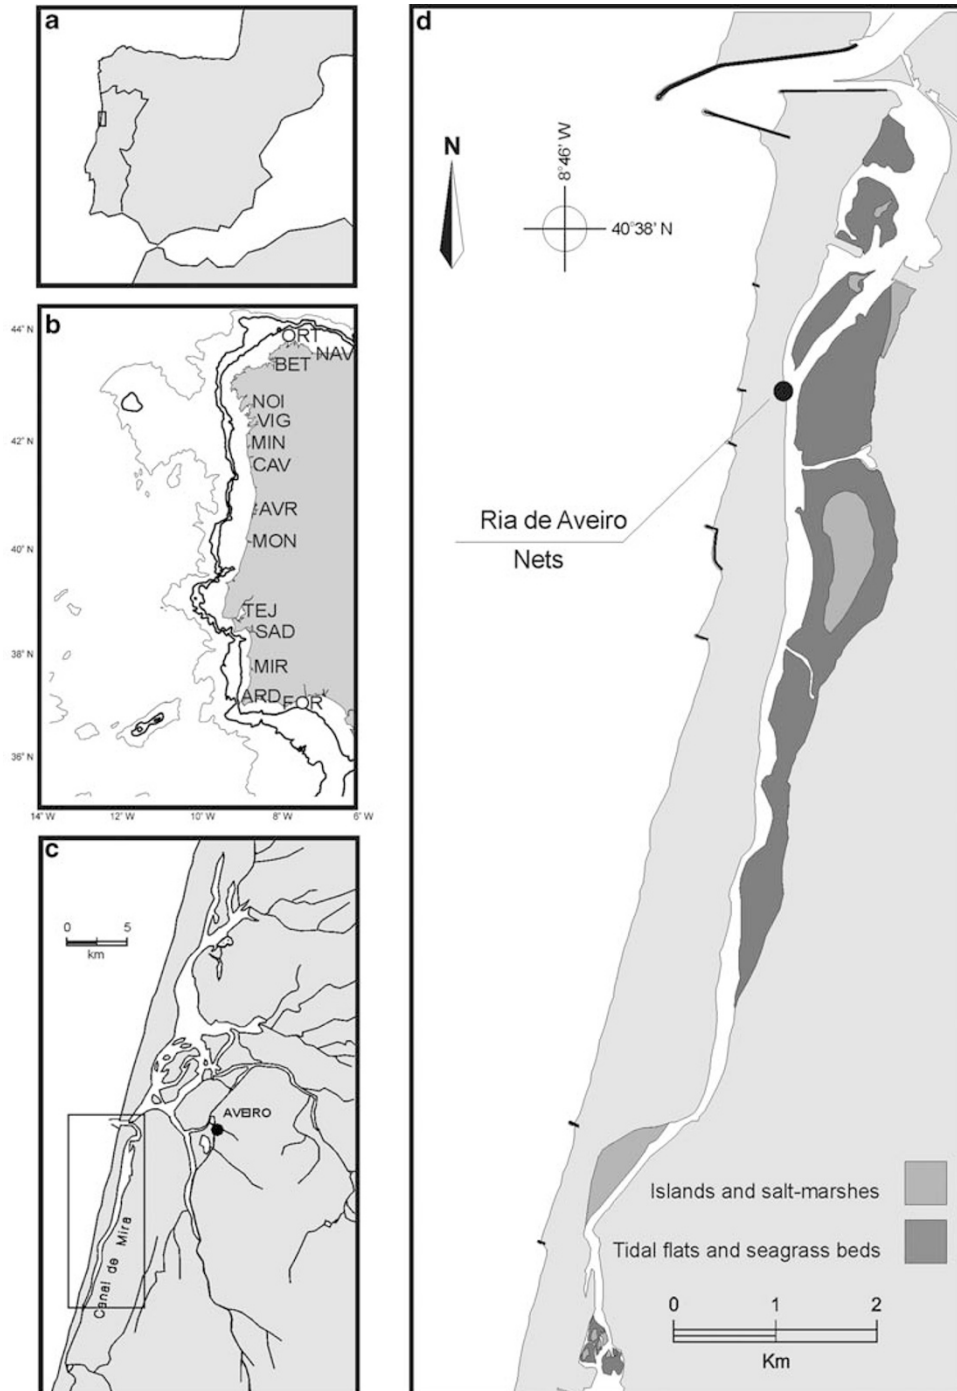 a
b
44° N
42° N
40° N
38° N
36° N
14° W
12° W
10° W
8° W
6° W
ORT
NAV
BET
NOI
VIG
MIN
CAV
AVR
MON
TEJ
SAD
MIR
ARD
FOR
c
0 5
km
AVEIRO
Canal de Mira
d
N
8°46' W
40°38' N
Ria de Aveiro
Nets
Islands and salt-marshes
Tidal flats and seagrass beds
0 1 2
Km